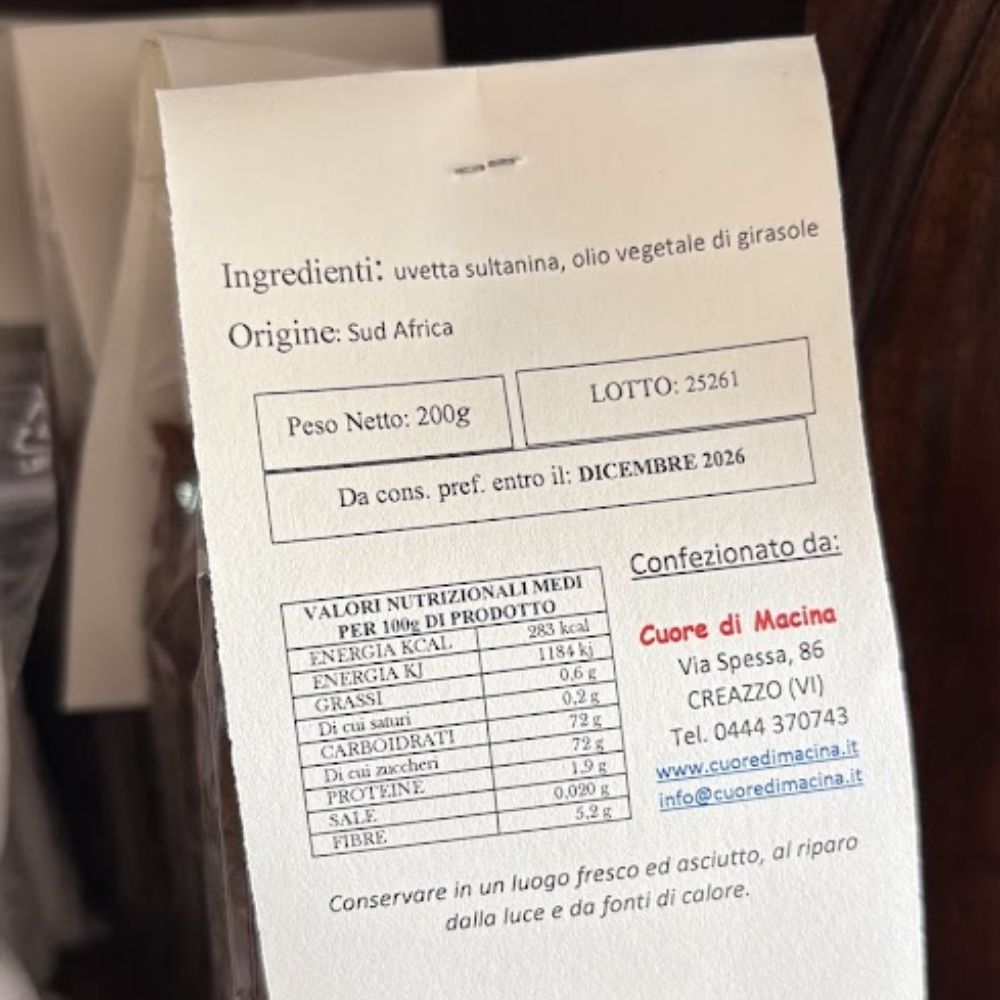 Ingredienti: uvetta sultanina, olio vegetale di girasole
Origine: Sud Africa
Peso Netto: 200g
LOTTO: 25261
Da cons. pref. entro il: DICEMBRE 2026
VALORI NUTRIZIONALI MEDI
PER 100g DI PRODOTTO
ENERGIA KCAL 283 kcal
ENERGIA KJ 1184 kj
GRASSI 0,6 g
Di cui saturi 0,2 g
CARBOIDRATI 72 g
Di cui zuccheri 72 g
PROTEINE 1,9 g
SALE 0,020 g
FIBRE 5,2 g
Confezionato da:
Cuore di Macina
Via Spessa, 86
CREAZZO (VI)
Tel. 0444 370743
www.cuoredimacina.it
info@cuoredimacina.it
Conservare in un luogo fresco ed asciutto, al riparo
dalla luce e da fonti di calore.